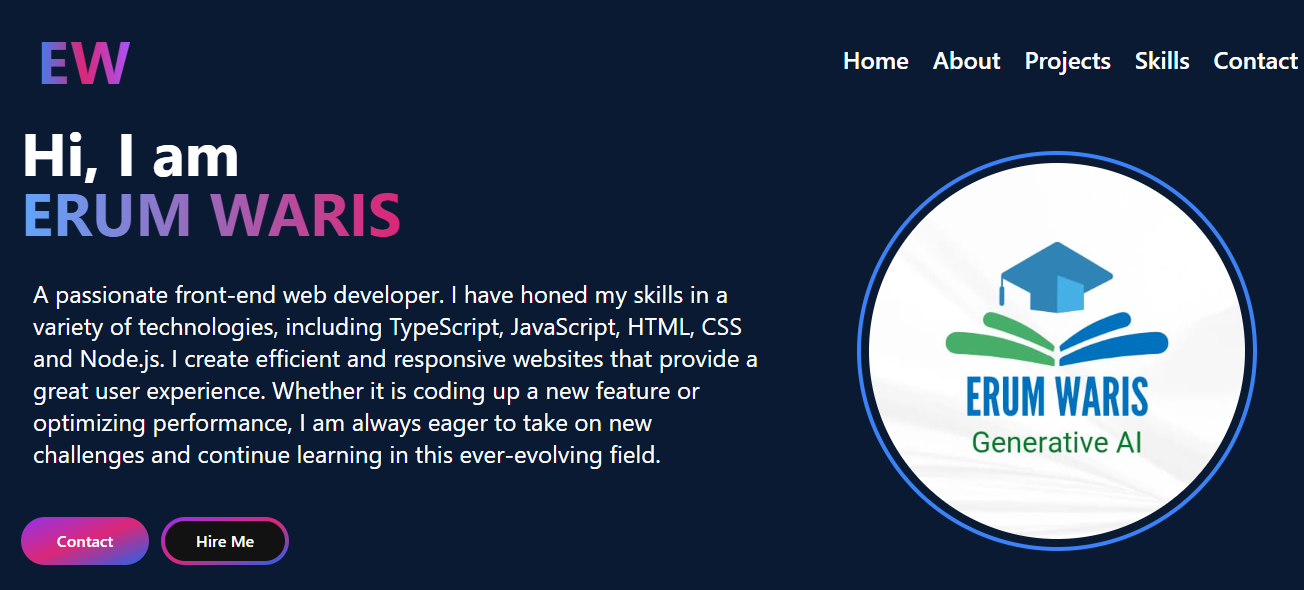 EW
Home About Projects Skills Contact
Hi, I am
ERUM WARIS
A passionate front-end web developer. I have honed my skills in a
variety of technologies, including TypeScript, JavaScript, HTML, CSS
and Node.js. I create efficient and responsive websites that provide a
great user experience. Whether it is coding up a new feature or
optimizing performance, I am always eager to take on new
challenges and continue learning in this ever-evolving field.
Contact Hire Me
ERUM WARIS
Generative AI